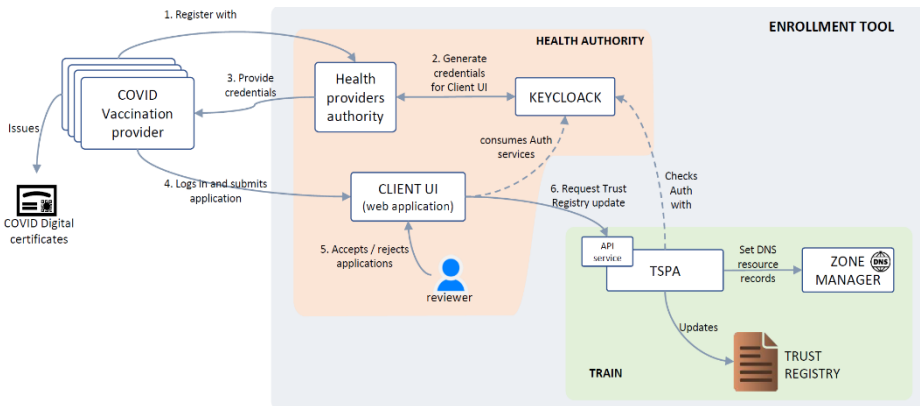 ENROLLMENT TOOL
1. Register with
HEALTH AUTHORITY
2. Generate
credentials
for Client UI
3. Provide
credentials
Health
providers
authority
KEYCLOACK
COVID
Vaccination
provider
Issues
consumes Auth
services
4. Logs in and submits
application
CLIENT UI
(web application)
6. Request Trust
Registry update
Checks
Auth
with
COVID Digital
certificates
5. Accepts / rejects
applications
reviewer
API
service
TSPA
Set DNS
resource
records
ZONE
MANAGER
DNS
Updates
TRUST
REGISTRY
TRAIN